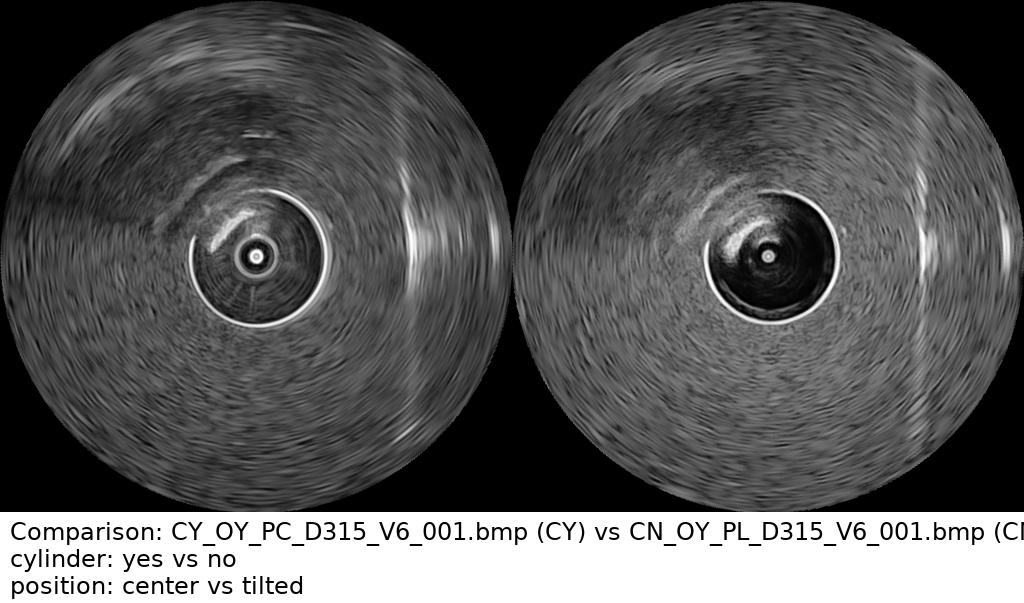 Comparison: CY_OY_PC_D315_V6_001.bmp (CY) vs CN_OY_PL_D315_V6_001.bmp (
cylinder: yes vs no
position: center vs tilted